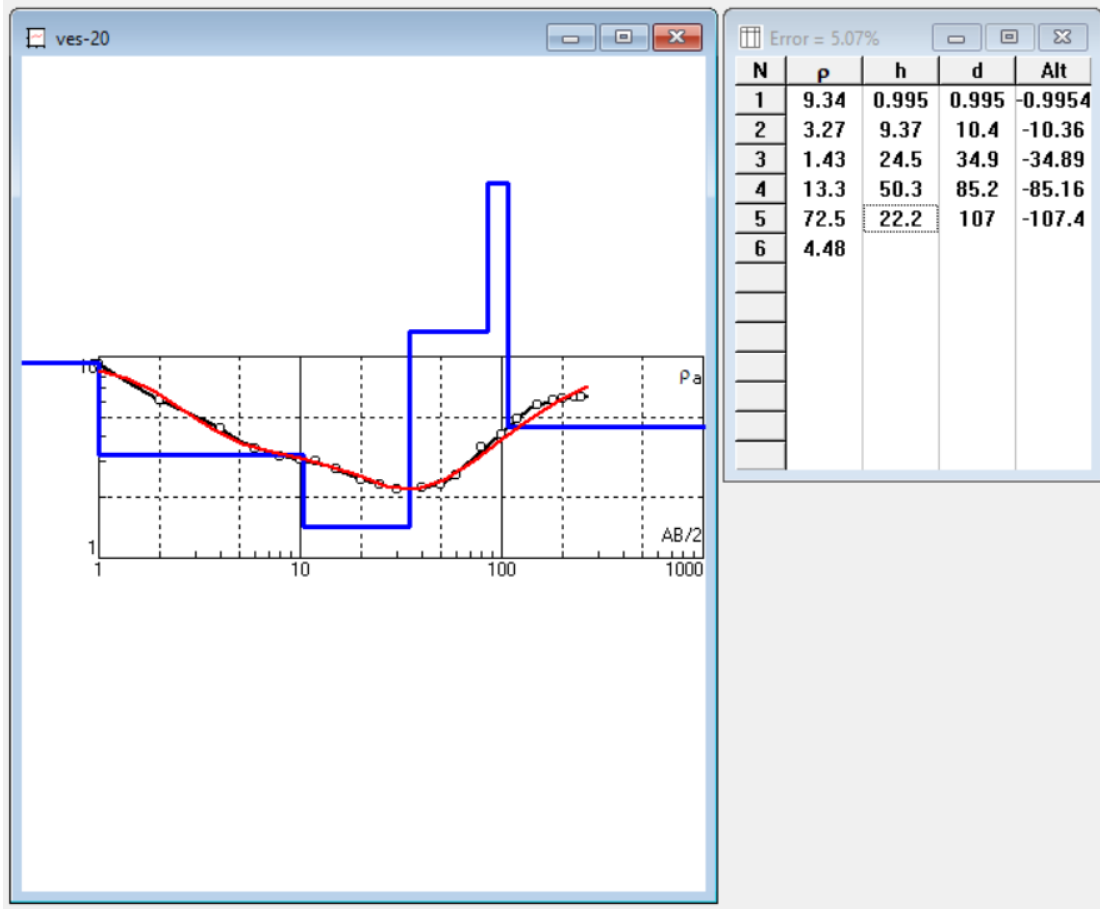 ves-20
10
ρa
AB/2
1
1 10 100 1000
Error = 5.07%
N ρ h d Alt
1 9.34 0.995 0.995 -0.9954
2 3.27 9.37 10.4 -10.36
3 1.43 24.5 34.9 -34.89
4 13.3 50.3 85.2 -85.16
5 72.5 22.2 107 -107.4
6 4.48